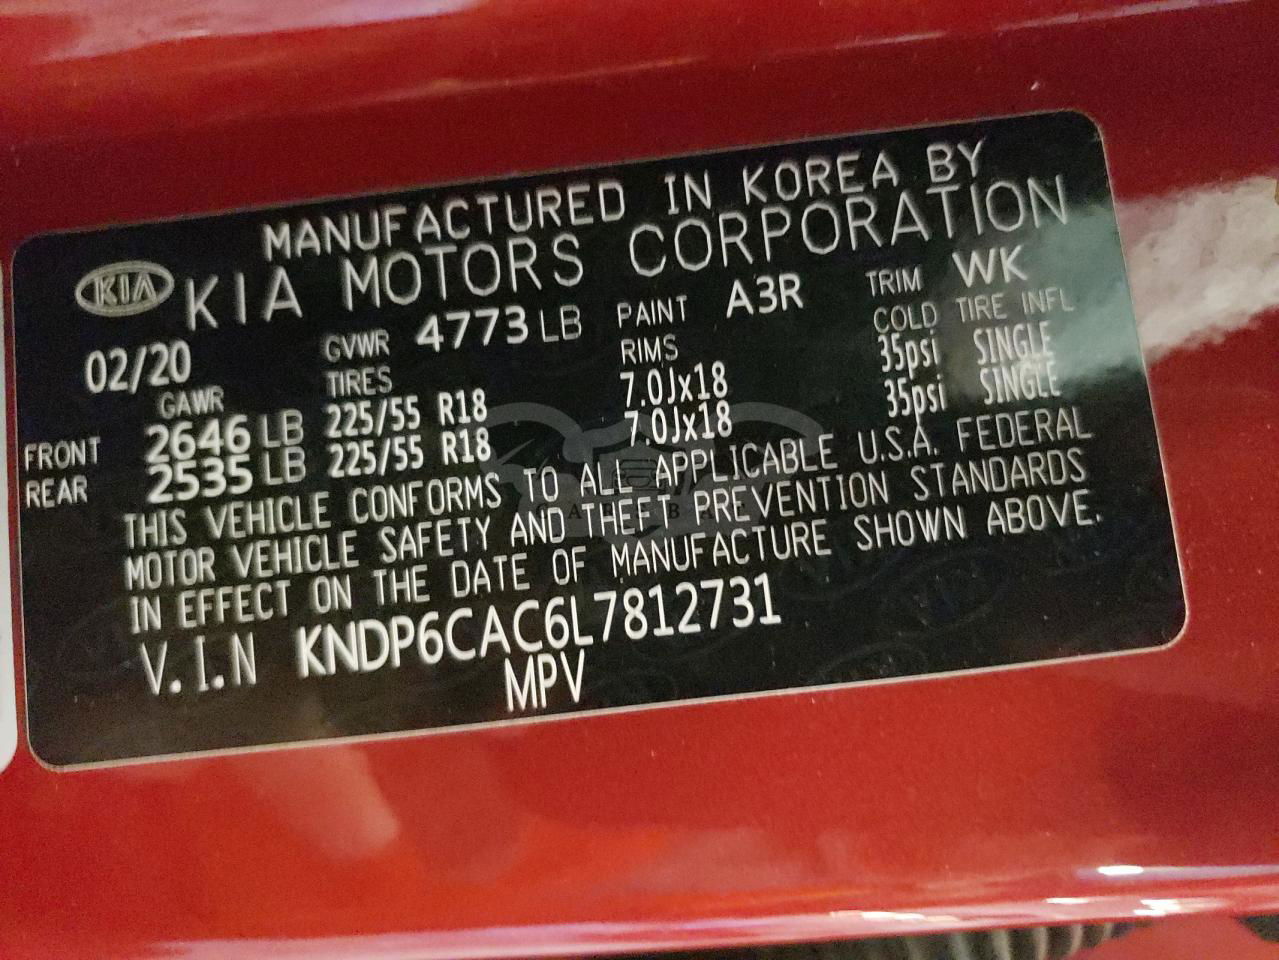 MANUFACTURED IN KOREA BY
KIA KIA MOTORS CORPORATION
02/20 GVWR 4773 LB PAINT A3R TRIM WK
GAWR TIRES RIMS COLD TIRE INFL
FRONT 2646 LB 225/55 R18 7.0Jx18 35psi SINGLE
REAR 2535 LB 225/55 R18 7.0Jx18 35psi SINGLE
THIS VEHICLE CONFORMS TO ALL APPLICABLE U.S.A. FEDERAL
MOTOR VEHICLE SAFETY AND THEFT PREVENTION STANDARDS
IN EFFECT ON THE DATE OF MANUFACTURE SHOWN ABOVE.
V.I.N KNDP6CAC6L7812731
MPV